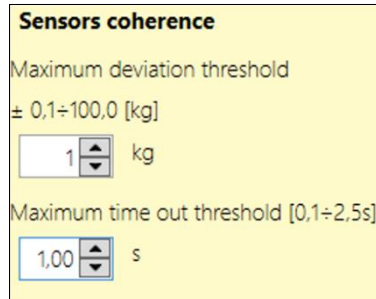 Sensors coherence
Maximum deviation threshold
± 0,1÷100,0 [kg]
1 kg
Maximum time out threshold [0,1÷2,5s]
1,00 s